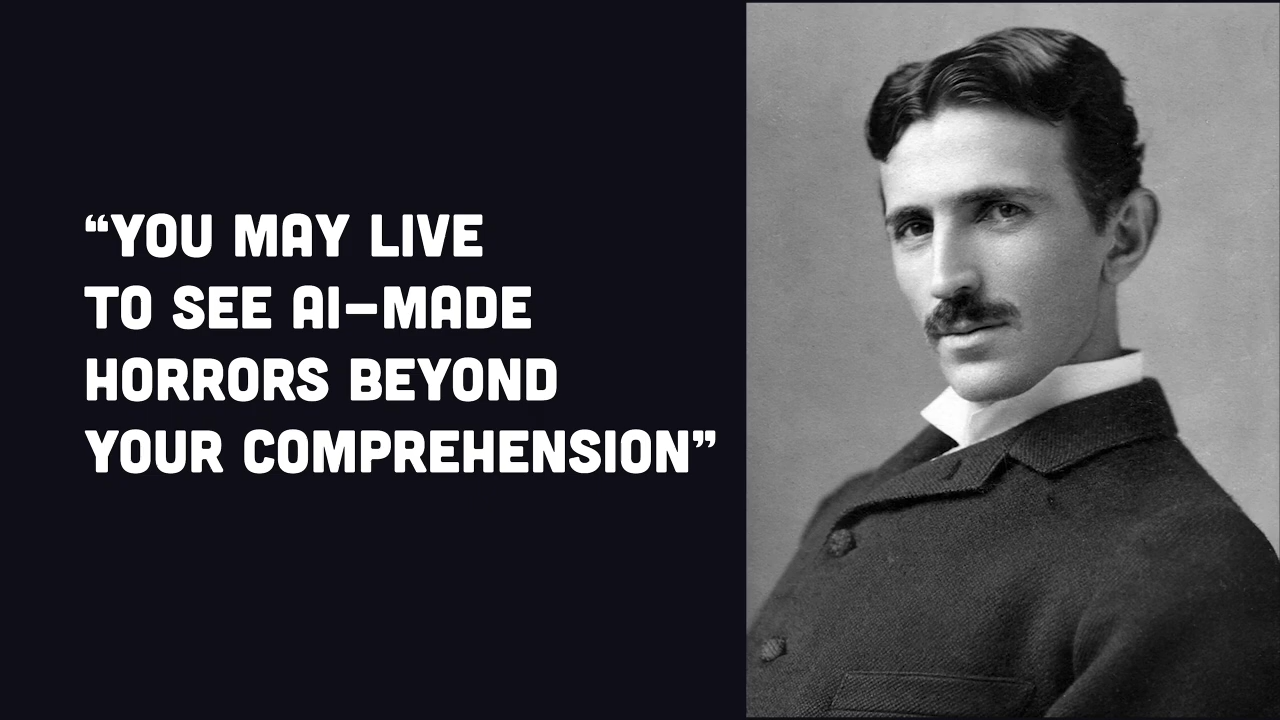 “YOU MAY LIVE
TO SEE AI-MADE
HORRORS BEYOND
YOUR COMPREHENSION”